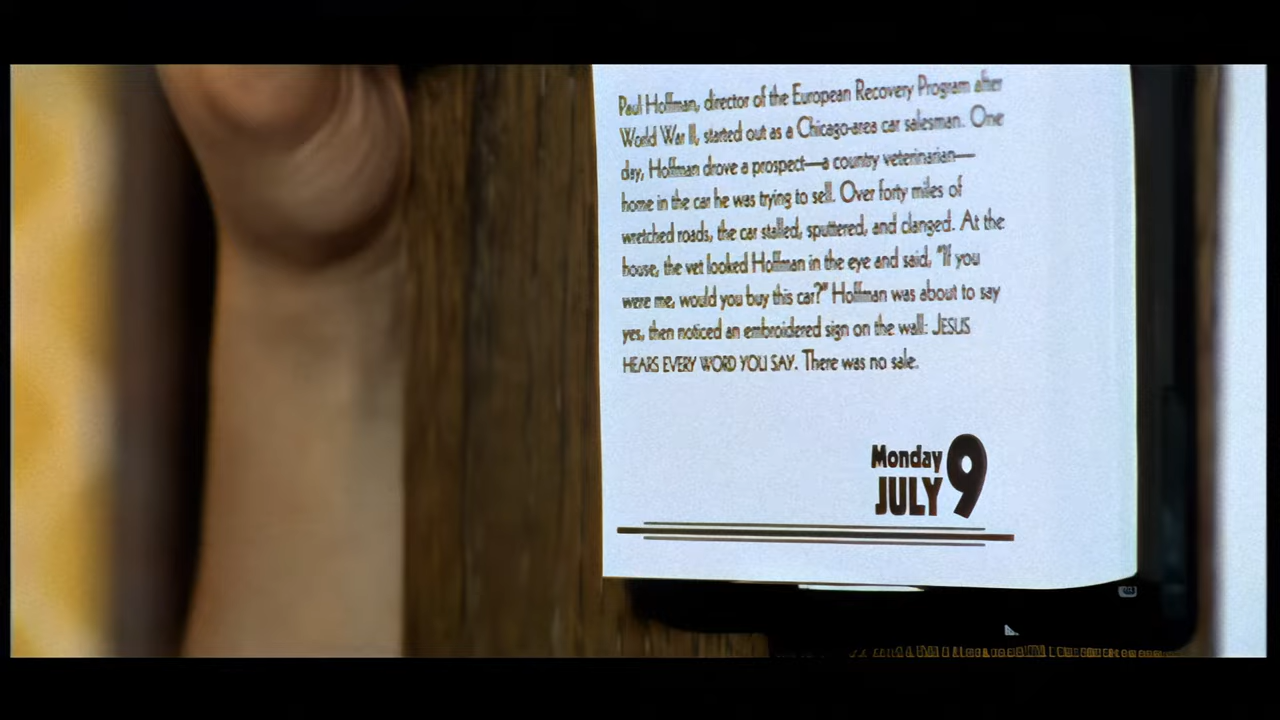 Paul Hoffman, director of the European Recovery Program after
World War II, started out as a Chicago-area car salesman. One
day, Hoffman drove a prospect—a country veterinarian—
home in the car he was trying to sell. Over forty miles of
wretched roads, the car stalled, sputtered, and clanged. At the
house, the vet looked Hoffman in the eye and said, "If you
were me, would you buy this car?" Hoffman was about to say
yes, then noticed an embroidered sign on the wall: JESUS
HEARS EVERY WORD YOU SAY. There was no sale.
Monday 9
JULY